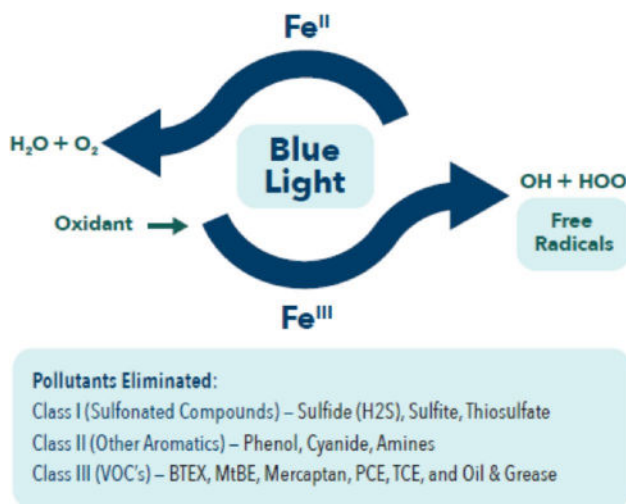 Fe^II
H₂O + O₂
Blue
Light
OH + HOO
Oxidant
Free
Radicals
Fe^III
Pollutants Eliminated:
Class I (Sulfonated Compounds) – Sulfide (H2S), Sulfite, Thiosulfate
Class II (Other Aromatics) – Phenol, Cyanide, Amines
Class III (VOC's) – BTEX, MtBE, Mercaptan, PCE, TCE, and Oil & Grease